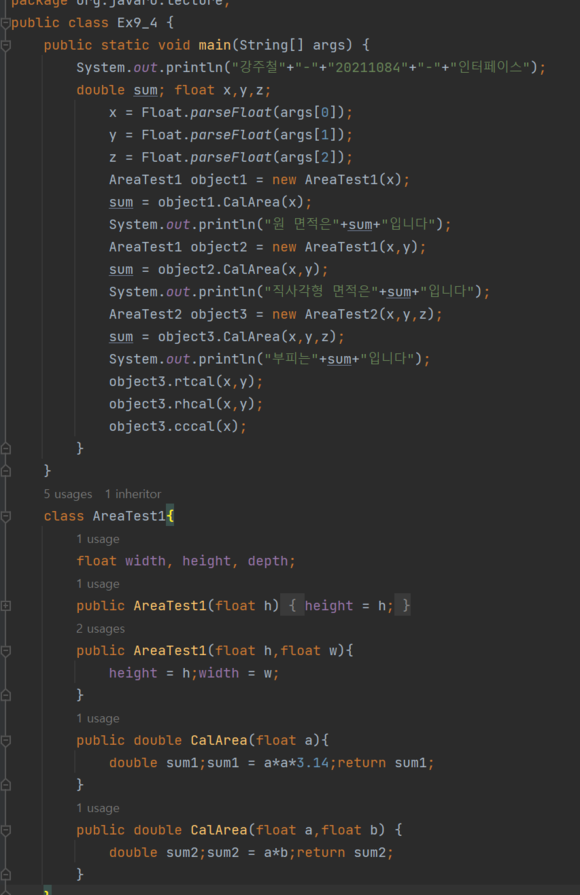 package org.java.lecture;
public class Ex9_4 {
public static void main(String[] args) {
System.out.println("강주철"+"-"+"20211084"+"-"+"인터페이스");
double sum; float x,y,z;
x = Float.parseFloat(args[0]);
y = Float.parseFloat(args[1]);
z = Float.parseFloat(args[2]);
AreaTest1 object1 = new AreaTest1(x);
sum = object1.CalArea(x);
System.out.println("원 면적은"+sum+"입니다");
AreaTest1 object2 = new AreaTest1(x,y);
sum = object2.CalArea(x,y);
System.out.println("직사각형 면적은"+sum+"입니다");
AreaTest2 object3 = new AreaTest2(x,y,z);
sum = object3.CalArea(x,y,z);
System.out.println("부피는"+sum+"입니다");
object3.rtcal(x,y);
object3.rhcal(x,y);
object3.cccal(x);
}
}
5 usages 1 inheritor
class AreaTest1{
1 usage
float width, height, depth;
1 usage
public AreaTest1(float h) { height = h; }
2 usages
public AreaTest1(float h,float w){
height = h;width = w;
}
1 usage
public double CalArea(float a){
double sum1;sum1 = a*a*3.14;return sum1;
}
1 usage
public double CalArea(float a,float b) {
double sum2;sum2 = a*b;return sum2;
}
}